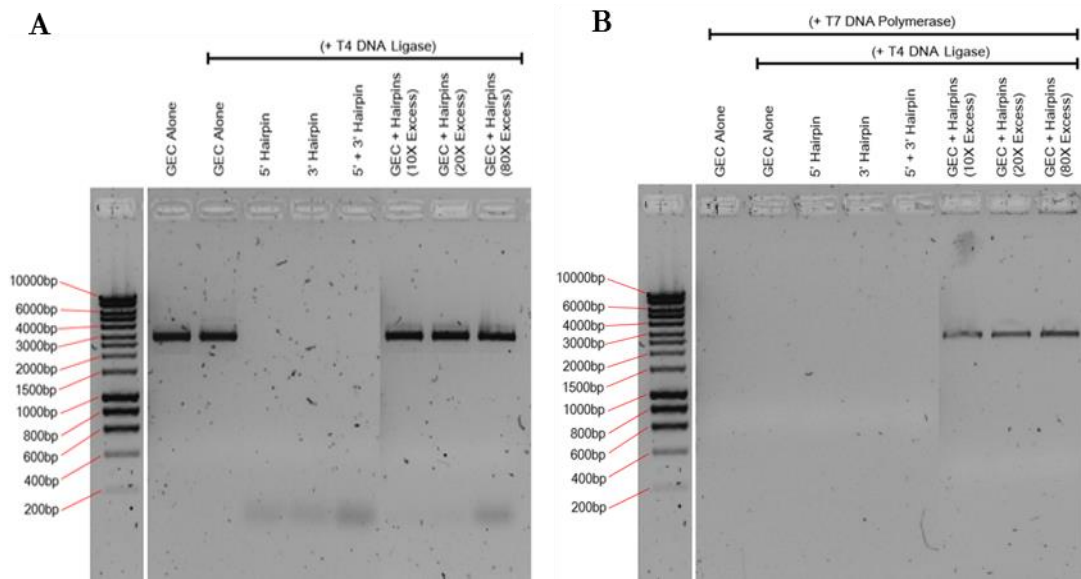 A
(+ T4 DNA Ligase)
GEC Alone
GEC Alone
5' Hairpin
3' Hairpin
5' + 3' Hairpin
GEC + Hairpins
(10X Excess)
GEC + Hairpins
(20X Excess)
GEC + Hairpins
(80X Excess)
10000bp
6000bp
4000bp
3000bp
2000bp
1500bp
1000bp
800bp
600bp
400bp
200bp
B
(+ T7 DNA Polymerase)
(+ T4 DNA Ligase)
GEC Alone
GEC Alone
5' Hairpin
3' Hairpin
5' + 3' Hairpin
GEC + Hairpins
(10X Excess)
GEC + Hairpins
(20X Excess)
GEC + Hairpins
(80X Excess)
10000bp
6000bp
4000bp
3000bp
2000bp
1500bp
1000bp
800bp
600bp
400bp
200bp